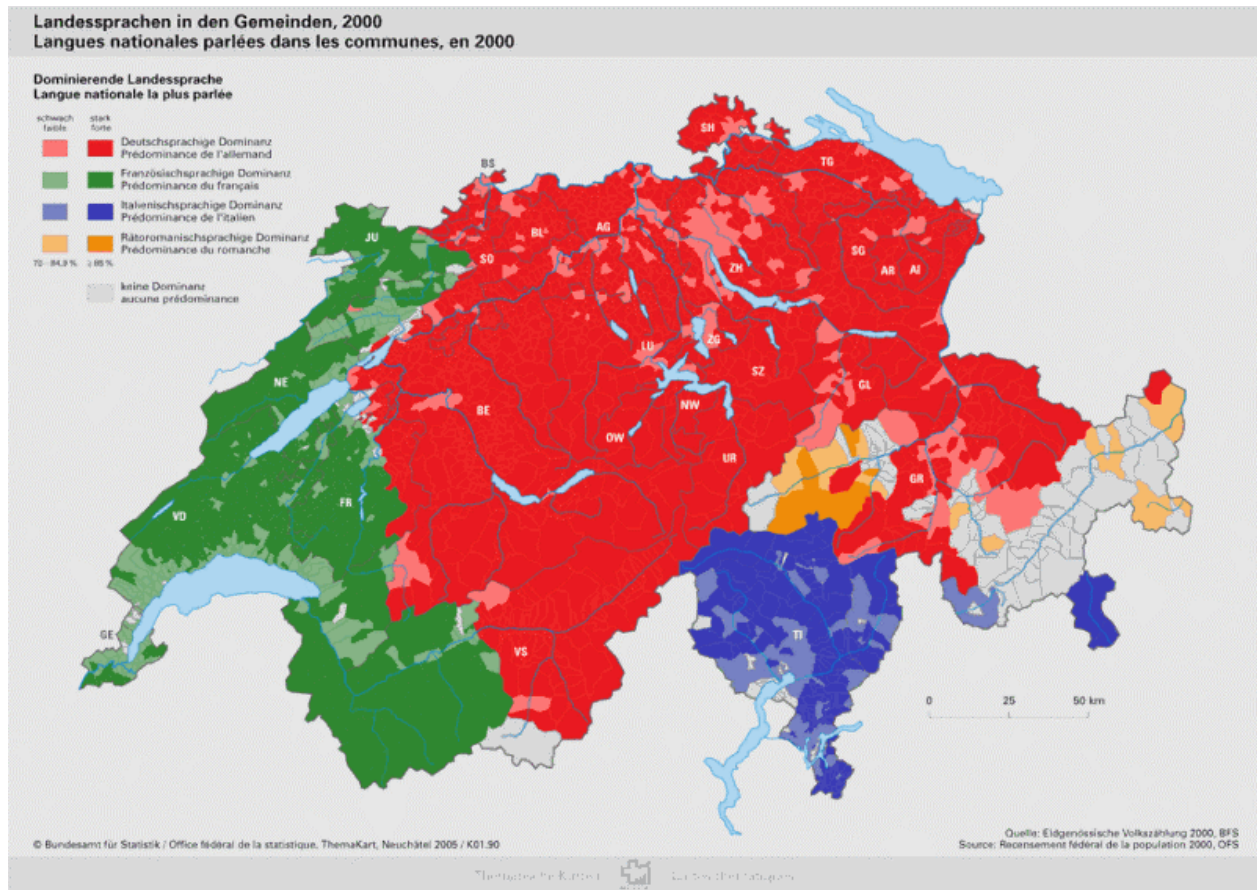 Landessprachen in den Gemeinden, 2000
Langues nationales parlées dans les communes, en 2000
Dominierende Landessprache
Langue nationale la plus parlée
schwach stark
faible forte
Deutschsprachige Dominanz
Prédominance de l'allemand
Französischsprachige Dominanz
Prédominance du français
Italienischsprachige Dominanz
Prédominance de l'italien
Rätoromanischsprachige Dominanz
Prédominance du romanche
70 – 84,9 % ≥ 85 %
keine Dominanz
aucune prédominance
SH
BS
TG
JU
BL
AG
SO
ZH
SG
AR
AI
LU
ZG
SZ
NE
GL
BE
NW
OW
UR
FR
GR
VD
GE
TI
VS
0 25 50 km
© Bundesamt für Statistik / Office fédéral de la statistique, ThemaKart, Neuchâtel 2005 / K01.90
Quelle: Eidgenössische Volkszählung 2000, BFS
Source: Recensement fédéral de la population 2000, OFS